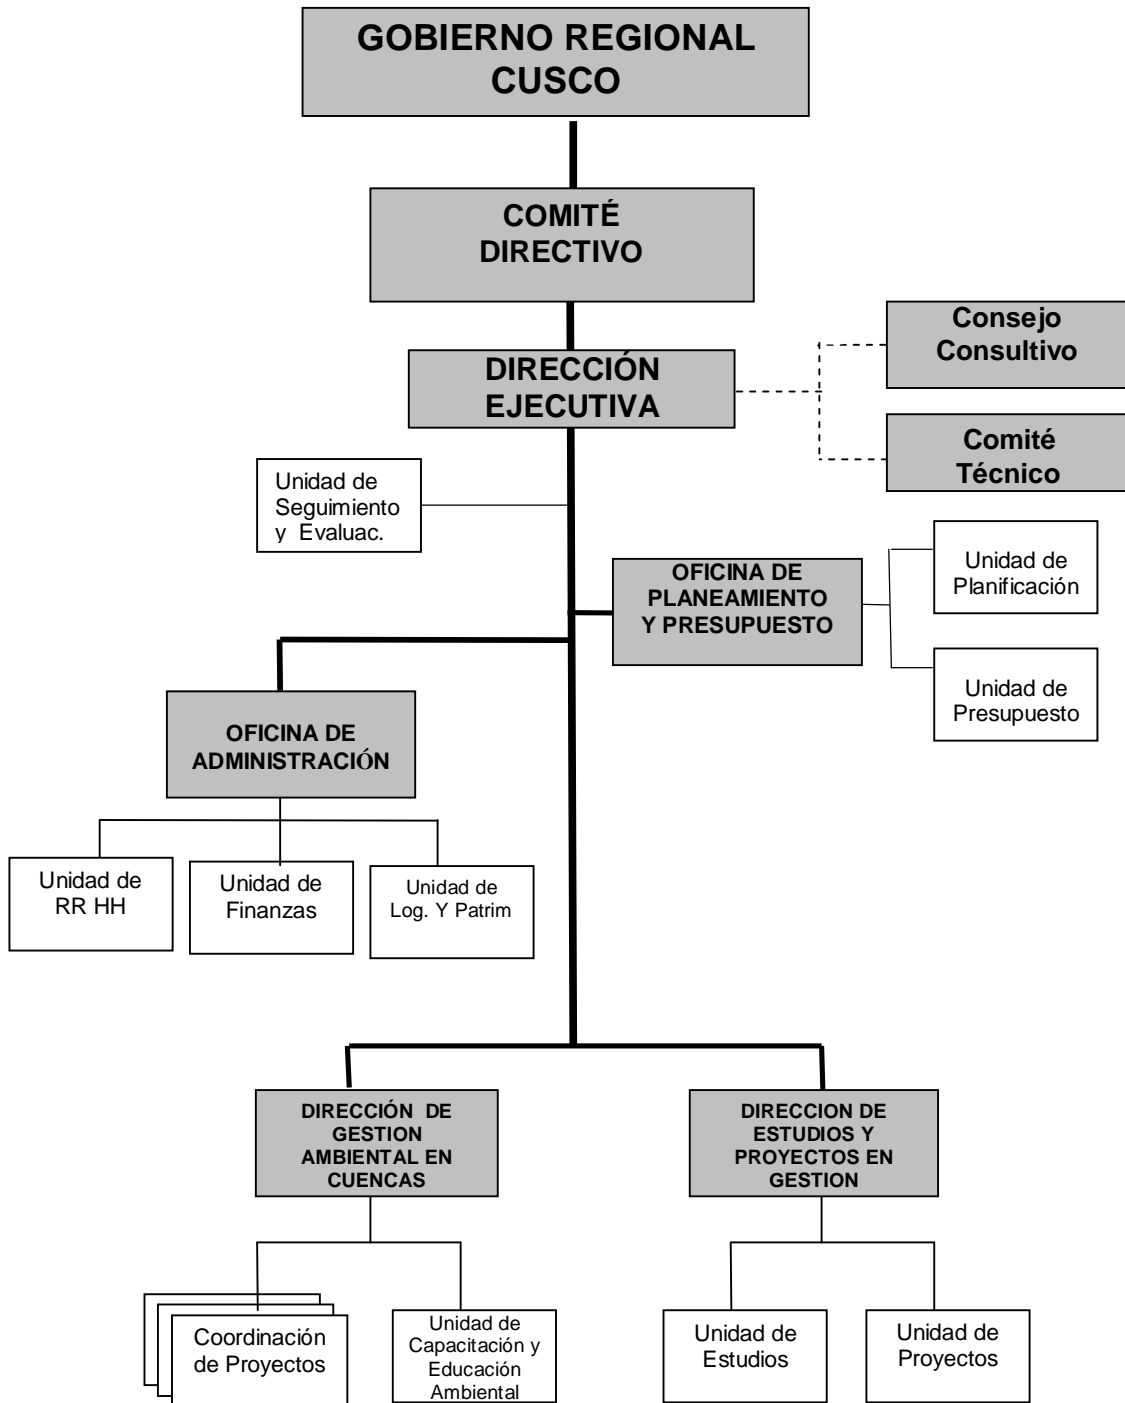 GOBIERNO REGIONAL
CUSCO
COMITÉ
DIRECTIVO
Consejo
Consultivo
DIRECCIÓN
EJECUTIVA
Comité
Técnico
Unidad de
Seguimiento
y Evaluac.
OFICINA DE
PLANEAMIENTO
Y PRESUPUESTO
Unidad de
Planificación
Unidad de
Presupuesto
OFICINA DE
ADMINISTRACIÓN
Unidad de
RR HH
Unidad de
Finanzas
Unidad de
Log. Y Patrim
DIRECCIÓN DE
GESTION
AMBIENTAL EN
CUENCAS
DIRECCION DE
ESTUDIOS Y
PROYECTOS EN
GESTION
Coordinación
de Proyectos
Unidad de
Capacitación y
Educación
Ambiental
Unidad de
Estudios
Unidad de
Proyectos